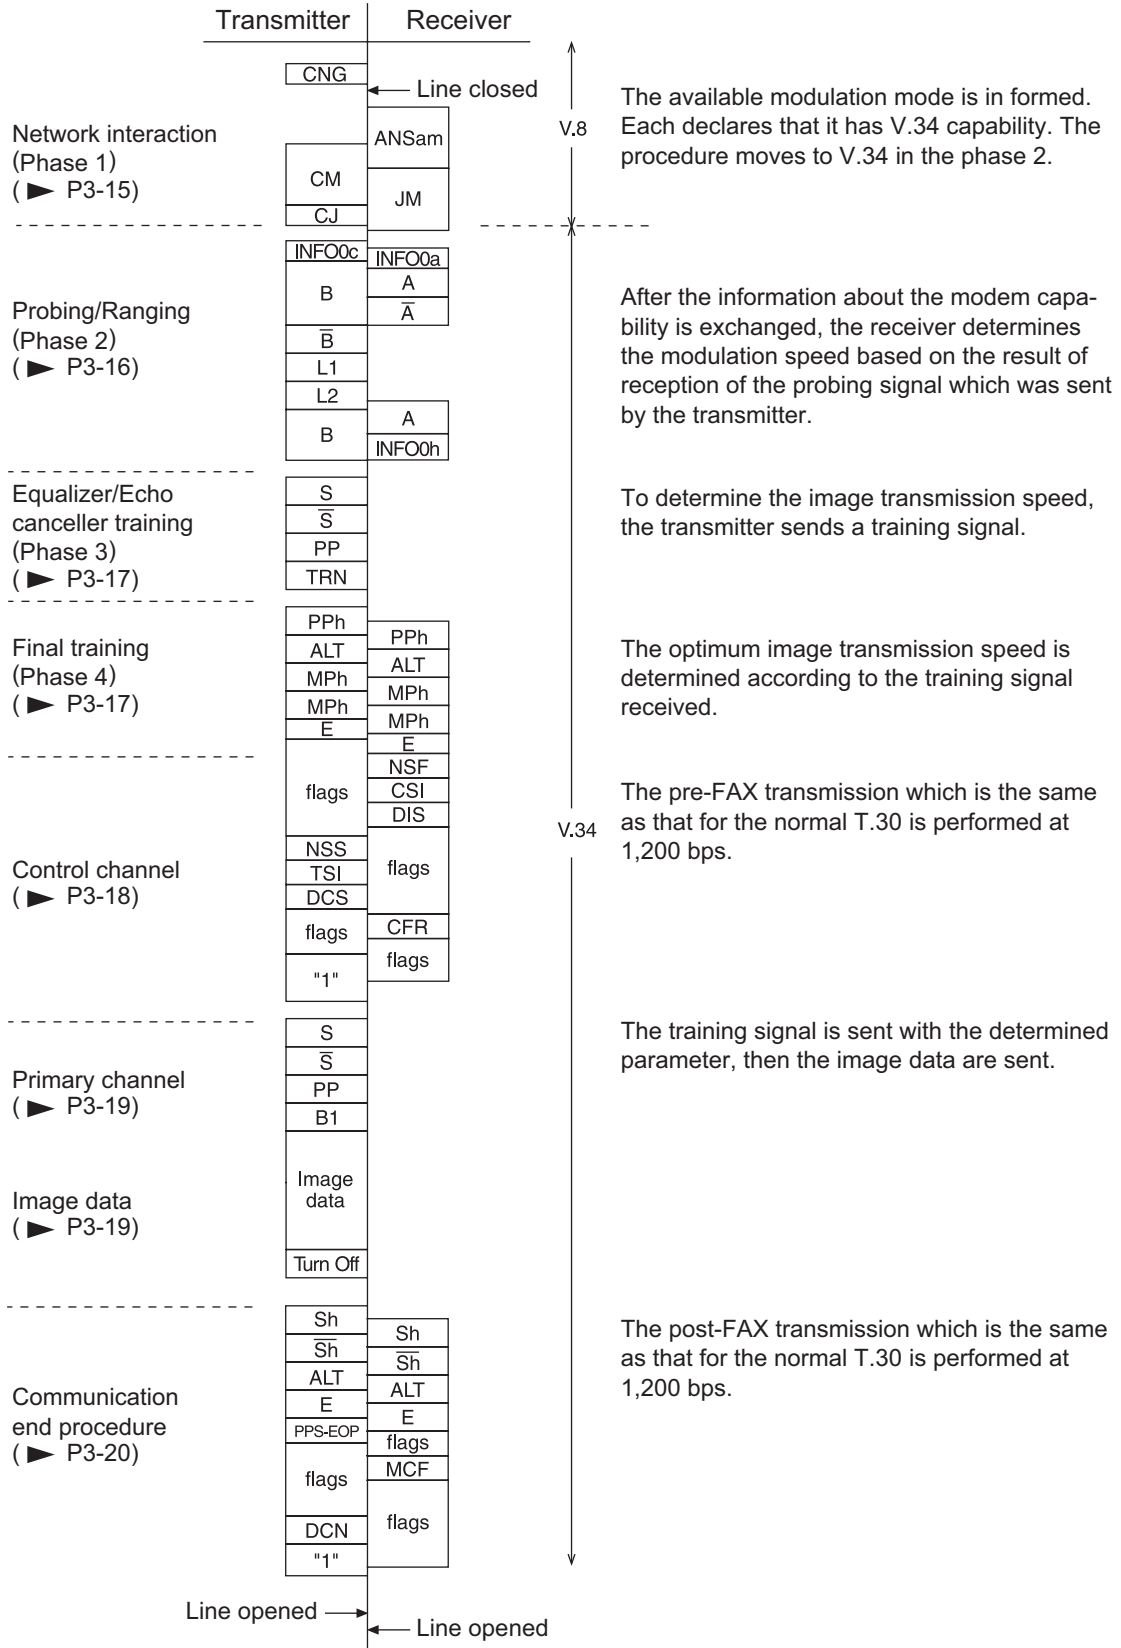 Transmitter
Receiver
CNG
Line closed
ANSam
CM
JM
CJ
Network interaction
(Phase 1)
( ► P3-15)
V.8
The available modulation mode is in formed.
Each declares that it has V.34 capability. The
procedure moves to V.34 in the phase 2.
INFO0c
INFO0a
B
A
A̅
B̅
L1
L2
B
A
INFO0h
Probing/Ranging
(Phase 2)
( ► P3-16)
After the information about the modem capa-
bility is exchanged, the receiver determines
the modulation speed based on the result of
reception of the probing signal which was sent
by the transmitter.
Equalizer/Echo
canceller training
(Phase 3)
( ► P3-17)
S
S̅
PP
TRN
To determine the image transmission speed,
the transmitter sends a training signal.
Final training
(Phase 4)
( ► P3-17)
PPh
ALT
MPh
MPh
E
PPh
ALT
MPh
MPh
E
The optimum image transmission speed is
determined according to the training signal
received.
Control channel
( ► P3-18)
flags
NSS
TSI
DCS
flags
"1"
NSF
CSI
DIS
flags
CFR
flags
V.34
The pre-FAX transmission which is the same
as that for the normal T.30 is performed at
1,200 bps.
Primary channel
( ► P3-19)
S
S̅
PP
B1
The training signal is sent with the determined
parameter, then the image data are sent.
Image data
( ► P3-19)
Image
data
Turn Off
Communication
end procedure
( ► P3-20)
Sh
S̅h̅
ALT
E
PPS-EOP
flags
DCN
"1"
Sh
S̅h̅
ALT
E
flags
MCF
flags
The post-FAX transmission which is the same
as that for the normal T.30 is performed at
1,200 bps.
Line opened
Line opened